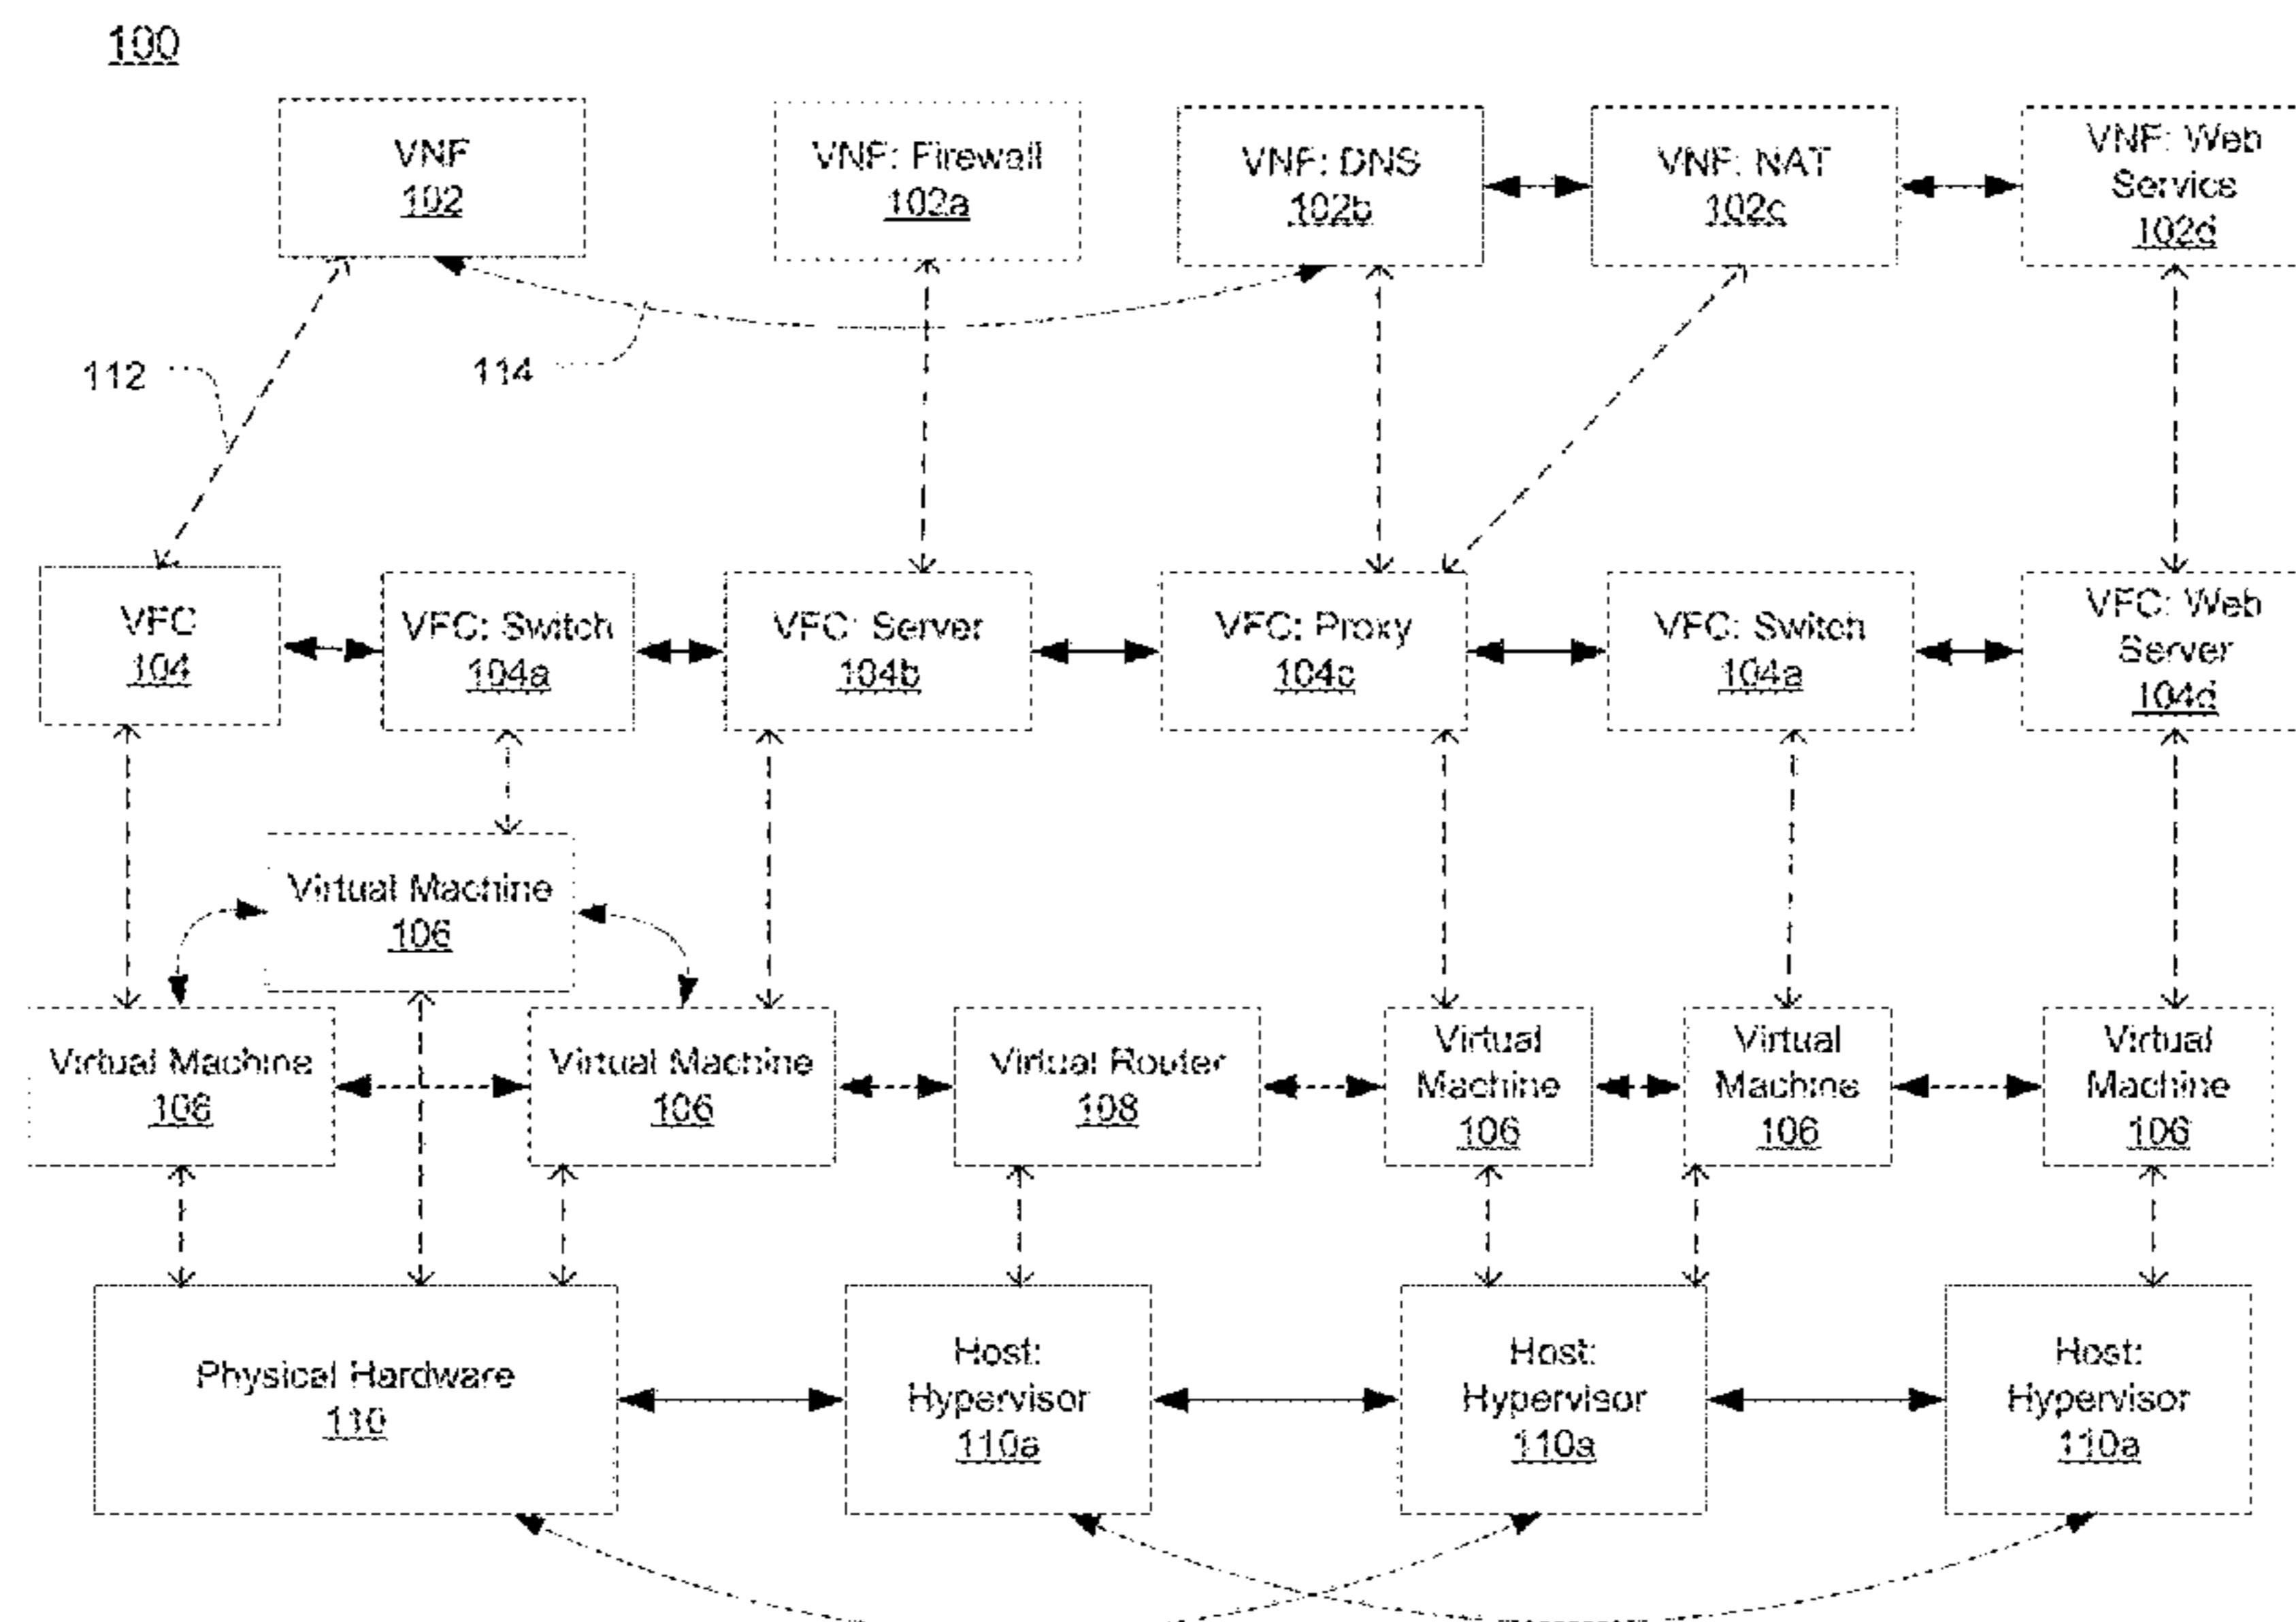 100
VNF
102
VNF: Firewall
102a
VNF: DNS
102b
VNF: NAT
102c
VNF: Web
Service
102d
112
114
VFC
104
VFC: Switch
104a
VFC: Server
104b
VFC: Proxy
104c
VFC: Switch
104a
VFC: Web
Server
104d
Virtual Machine
106
Virtual Machine
106
Virtual Machine
106
Virtual Router
108
Virtual
Machine
106
Virtual
Machine
106
Virtual
Machine
106
Physical Hardware
110
Host:
Hypervisor
110a
Host:
Hypervisor
110a
Host:
Hypervisor
110a